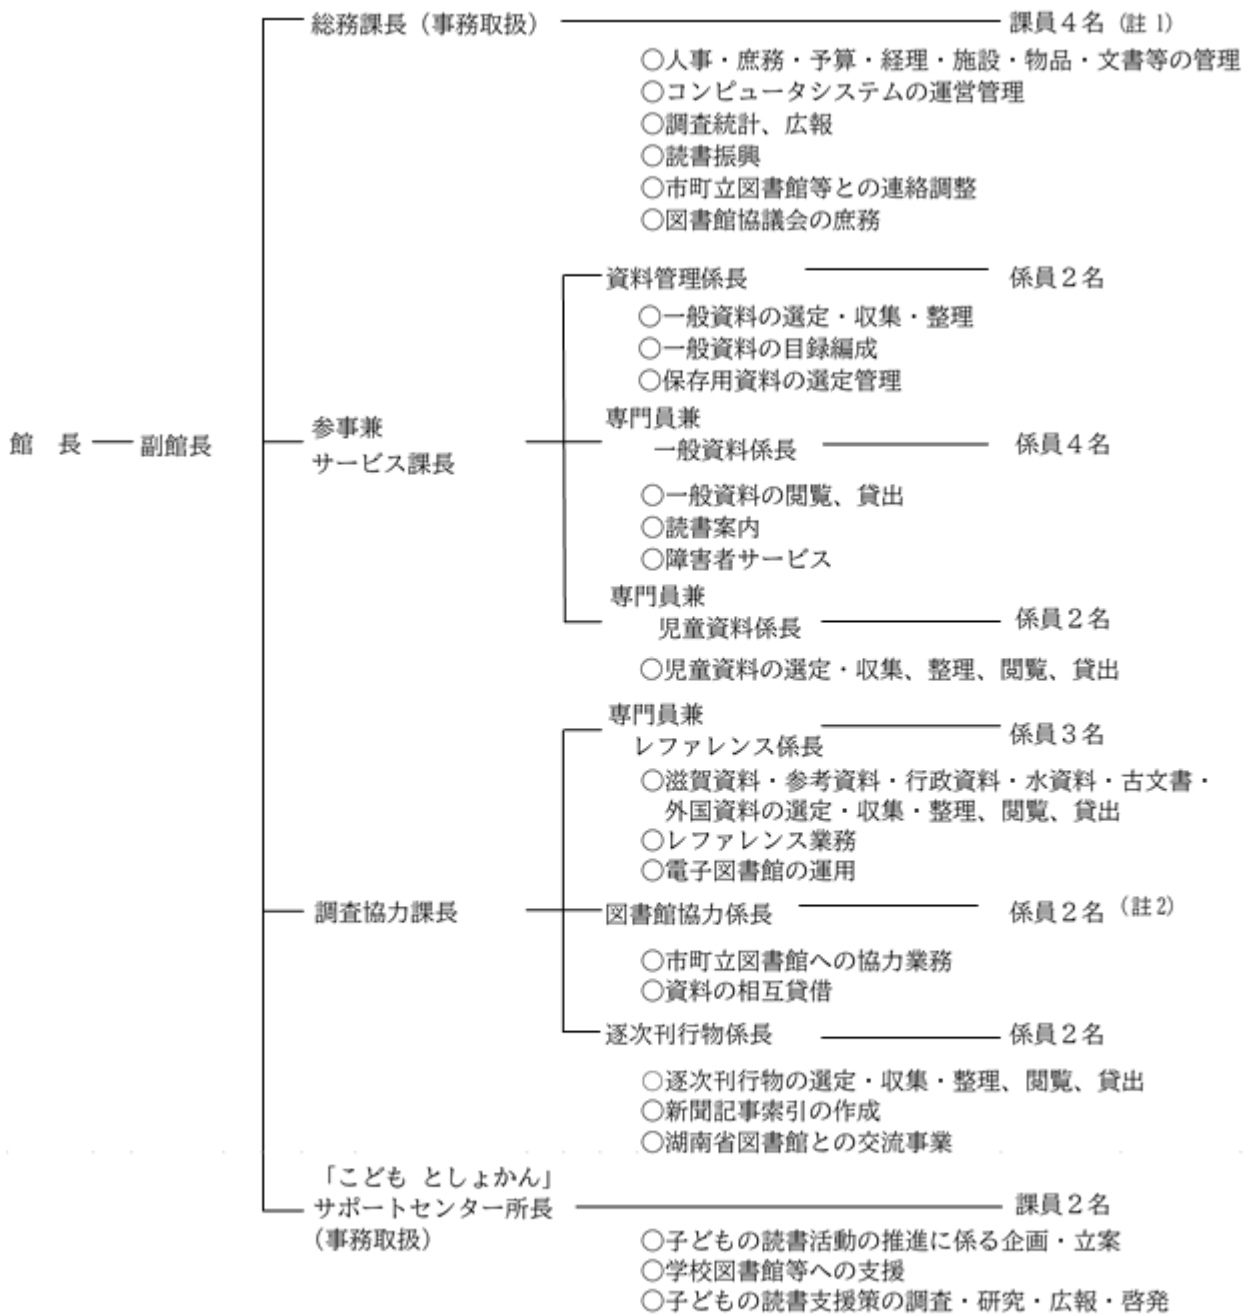 館　長
副館長
総務課長（事務取扱）
課員４名（註1）
○人事・庶務・予算・経理・施設・物品・文書等の管理
○コンピュータシステムの運営管理
○調査統計、広報
○読書振興
○市町立図書館等との連絡調整
○図書館協議会の庶務
参事兼
サービス課長
資料管理係長
係員２名
○一般資料の選定・収集・整理
○一般資料の目録編成
○保存用資料の選定管理
専門員兼
一般資料係長
係員４名
○一般資料の閲覧、貸出
○読書案内
○障害者サービス
専門員兼
児童資料係長
係員２名
○児童資料の選定・収集、整理、閲覧、貸出
調査協力課長
専門員兼
レファレンス係長
係員３名
○滋賀資料・参考資料・行政資料・水資料・古文書・
外国資料の選定・収集・整理、閲覧、貸出
○レファレンス業務
○電子図書館の運用
図書館協力係長
係員２名（註2）
○市町立図書館への協力業務
○資料の相互貸借
逐次刊行物係長
係員２名
○逐次刊行物の選定・収集・整理、閲覧、貸出
○新聞記事索引の作成
○湖南省図書館との交流事業
「こども としょかん」
サポートセンター所長
（事務取扱）
課員２名
○子どもの読書活動の推進に係る企画・立案
○学校図書館等への支援
○子どもの読書支援策の調査・研究・広報・啓発